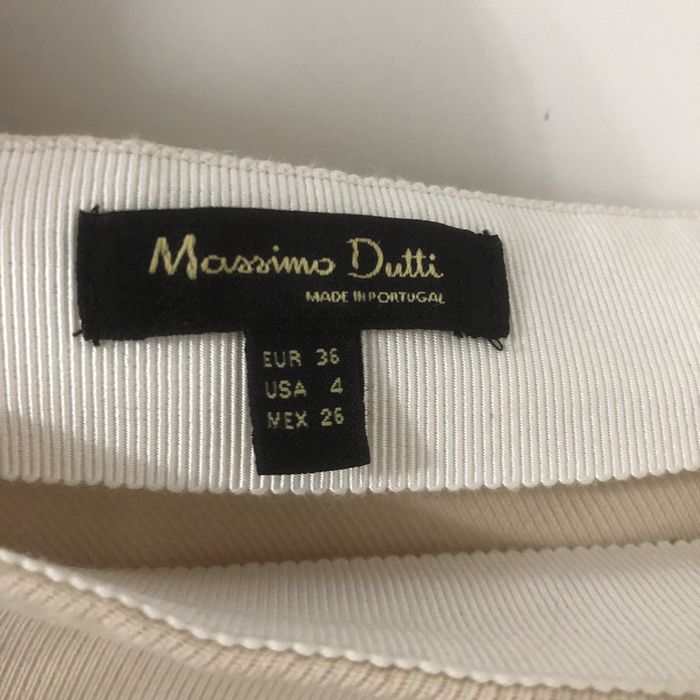 Massimo Dutti
MADE IN PORTUGAL
EUR 36
USA 4
MEX 26